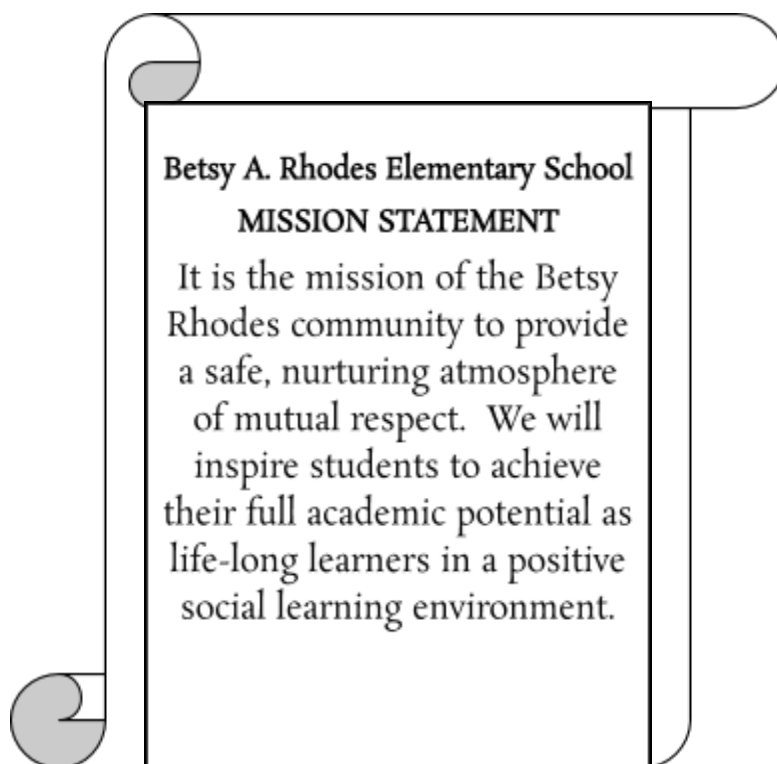 Betsy A. Rhodes Elementary School
MISSION STATEMENT
It is the mission of the Betsy
Rhodes community to provide
a safe, nurturing atmosphere
of mutual respect.  We will
inspire students to achieve
their full academic potential as
life-long learners in a positive
social learning environment.